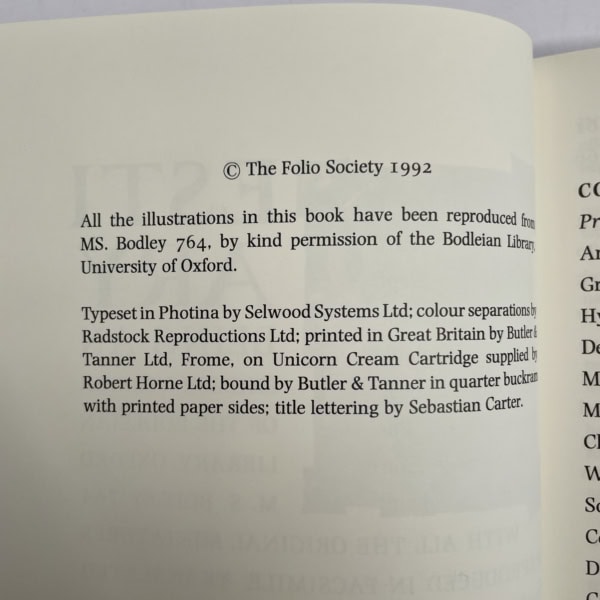 © The Folio Society 1992
All the illustrations in this book have been reproduced from
MS. Bodley 764, by kind permission of the Bodleian Library,
University of Oxford.
Typeset in Photina by Selwood Systems Ltd; colour separations by
Radstock Reproductions Ltd; printed in Great Britain by Butler &
Tanner Ltd, Frome, on Unicorn Cream Cartridge supplied by
Robert Horne Ltd; bound by Butler & Tanner in quarter buckram
with printed paper sides; title lettering by Sebastian Carter.
CO
Pr
An
Gr
Hy
De
M
M
Cl
W
So
Co
D